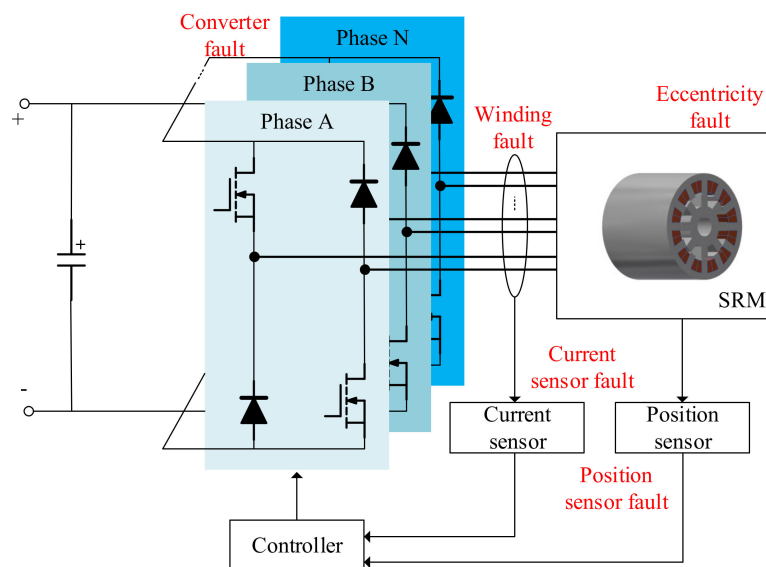 Converter
fault
Phase N
Phase B
Phase A
Winding
fault
Eccentricity
fault
+
+
-
SRM
Current
sensor fault
Current
sensor
Position
sensor
Position
sensor fault
Controller